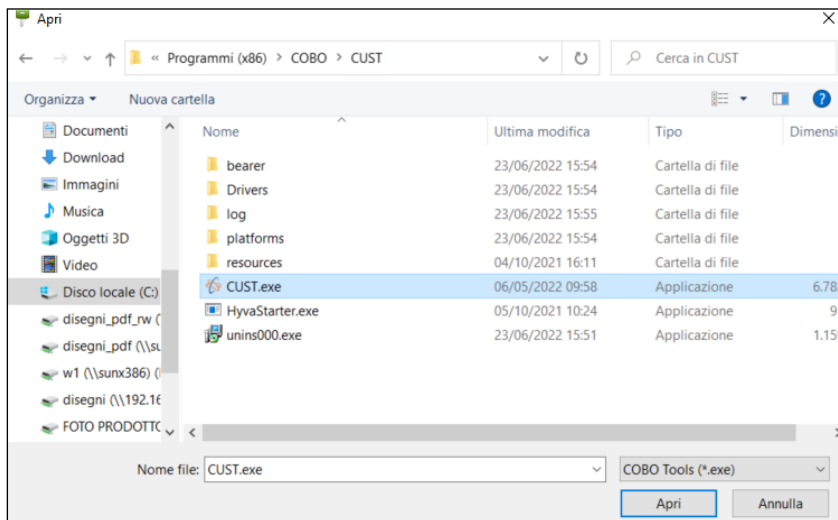 Apri
« Programmi (x86) > COBO > CUST
Cerca in CUST
Organizza
Nuova cartella
Documenti
Download
Immagini
Musica
Oggetti 3D
Video
Disco locale (C:)
disegni_pdf_rw (
disegni_pdf (\\su
w1 (\\sunx386) (
disegni (\\192.16
FOTO PRODOTTO
Nome Ultima modifica Tipo Dimensi
bearer 23/06/2022 15:54 Cartella di file
Drivers 23/06/2022 15:54 Cartella di file
log 23/06/2022 15:55 Cartella di file
platforms 23/06/2022 15:54 Cartella di file
resources 04/10/2021 16:11 Cartella di file
CUST.exe 06/05/2022 09:58 Applicazione 6.78
HyvaStarter.exe 05/10/2021 10:24 Applicazione 9
unins000.exe 23/06/2022 15:51 Applicazione 1.15
Nome file: CUST.exe
COBO Tools (*.exe)
Apri
Annulla